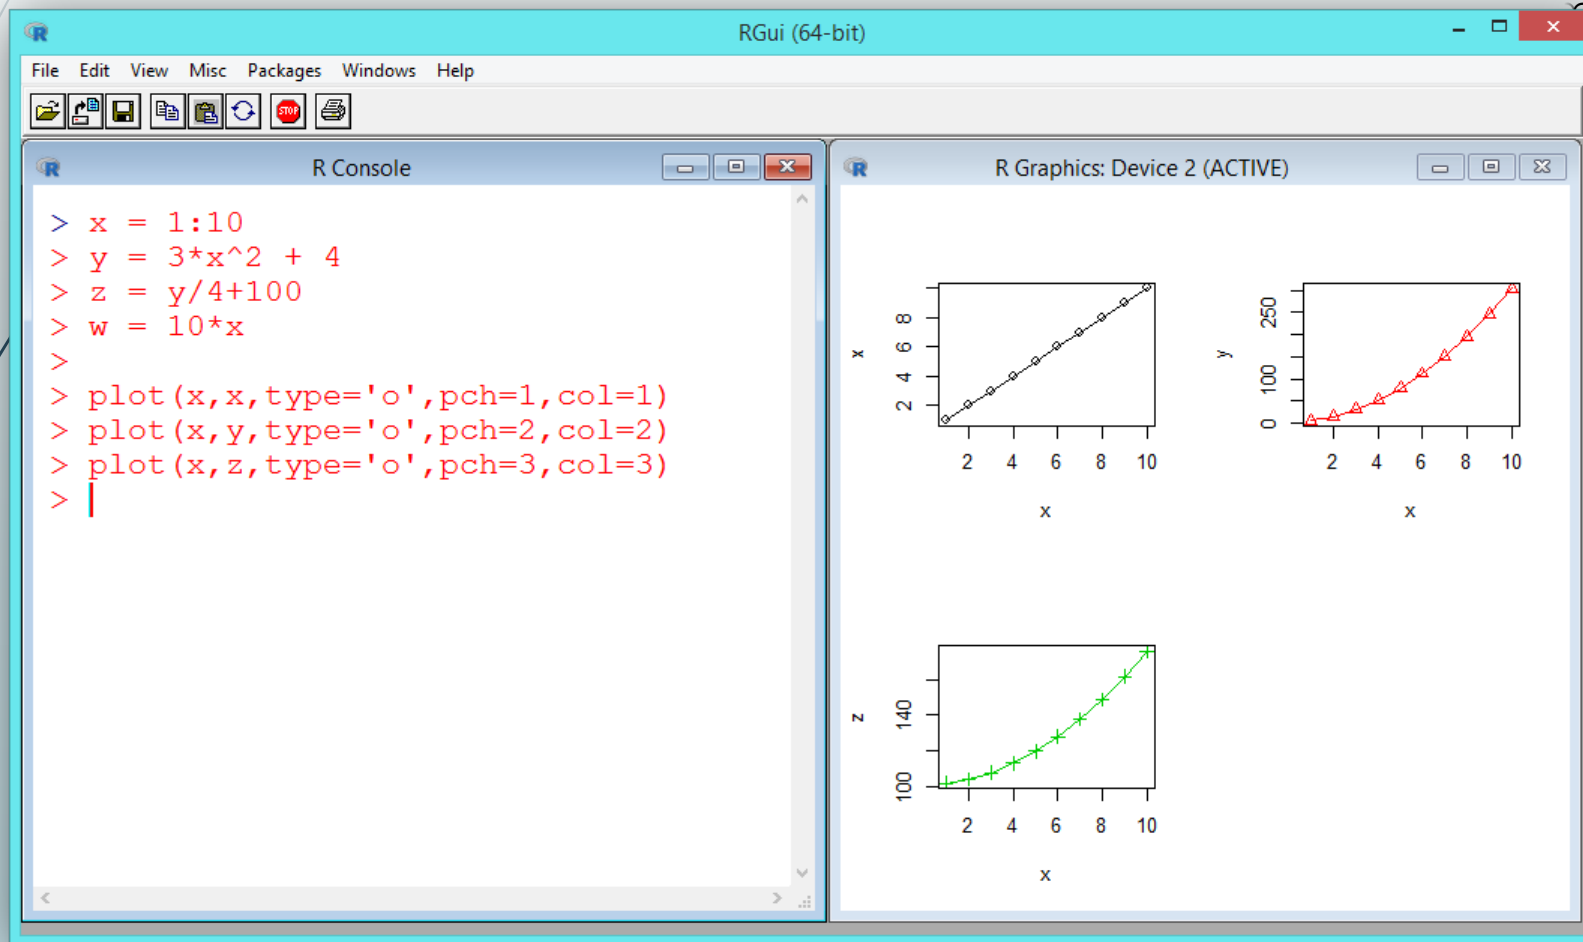 RGui (64-bit)
File Edit View Misc Packages Windows Help
STOP
R Console
> x = 1:10
> y = 3*x^2 + 4
> z = y/4+100
> w = 10*x
>
> plot(x,x,type='o',pch=1,col=1)
> plot(x,y,type='o',pch=2,col=2)
> plot(x,z,type='o',pch=3,col=3)
>
R Graphics: Device 2 (ACTIVE)
x
8
6
4
2
2 4 6 8 10
x
y
250
100
0
2 4 6 8 10
x
z
140
100
2 4 6 8 10
x